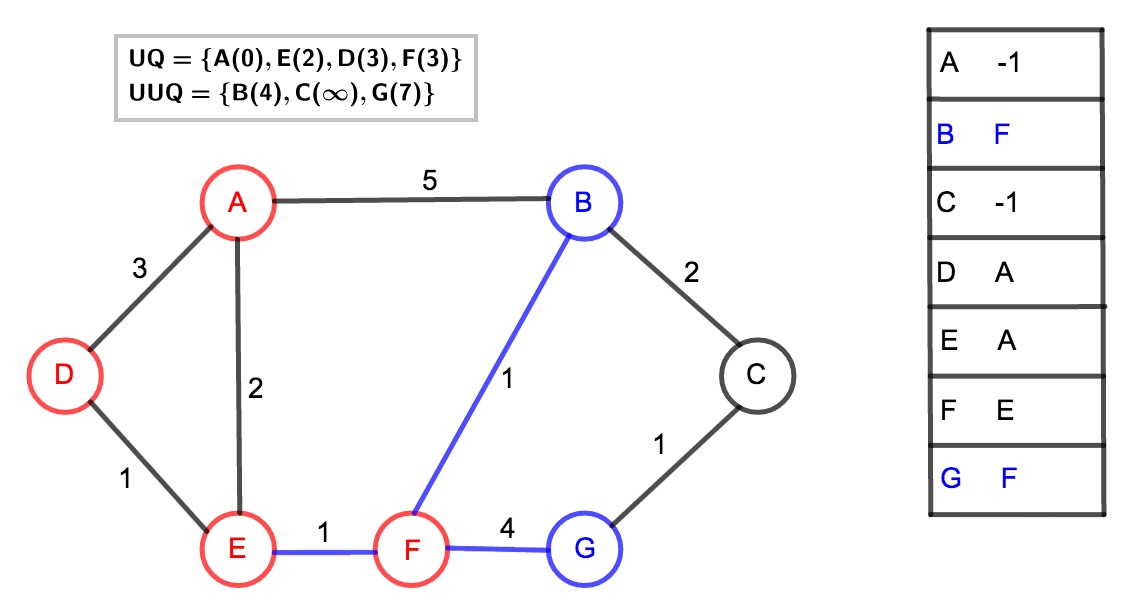 UQ = {A(0), E(2), D(3), F(3)}
UUQ = {B(4), C(∞), G(7)}
A -1
B F
C -1
D A
E A
F E
G F
5
A
B
3
2
D
2
1
C
1
1
E
1
F
4
G